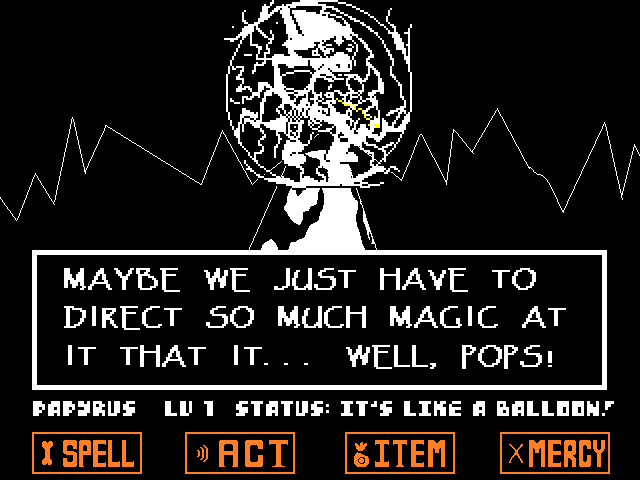 MAYBE WE JUST HAVE TO
DIRECT SO MUCH MAGIC AT
IT THAT IT... WELL, POPS!
PAPYRUS LV 1 STATUS: IT'S LIKE A BALLOON!
SPELL ACT ITEM MERCY